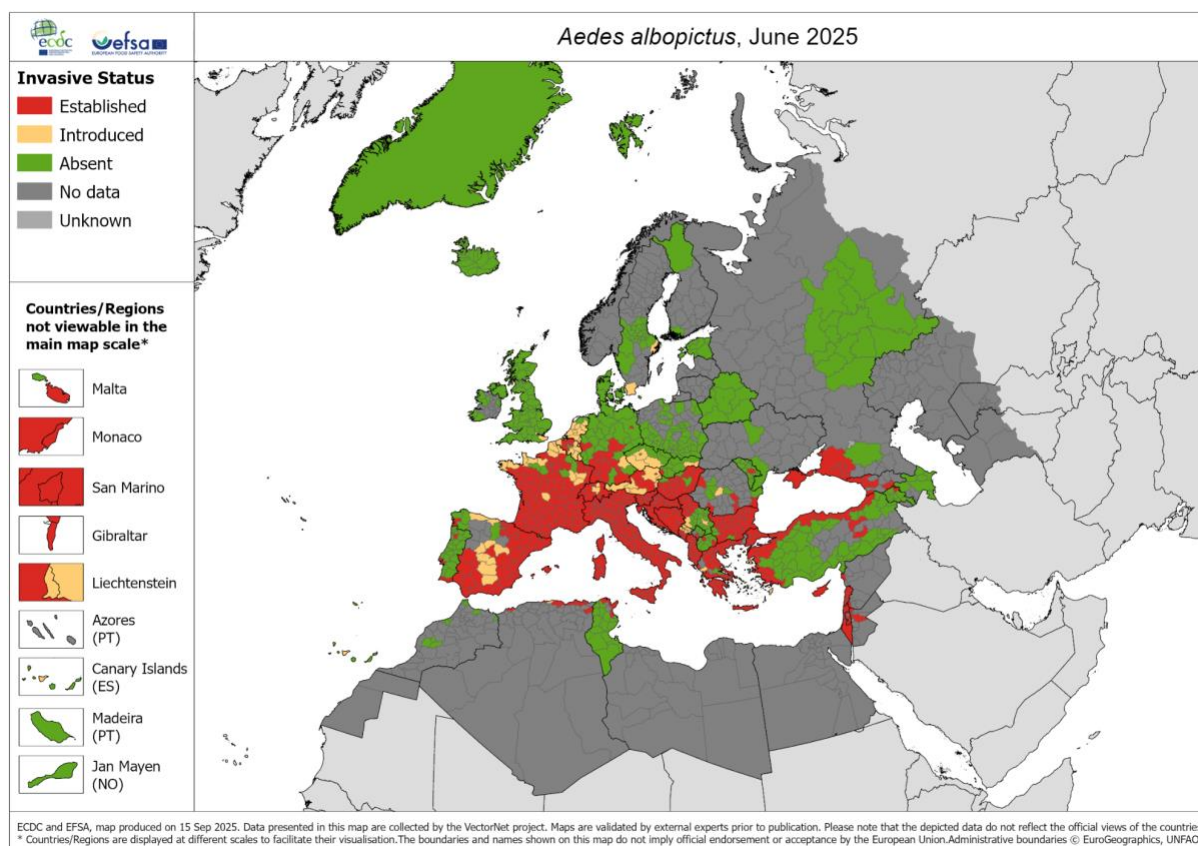 ecdc
efsa
EUROPEAN FOOD SAFETY AUTHORITY
Aedes albopictus, June 2025
Invasive Status
Established
Introduced
Absent
No data
Unknown
Countries/Regions
not viewable in the
main map scale*
Malta
Monaco
San Marino
Gibraltar
Liechtenstein
Azores
(PT)
Canary Islands
(ES)
Madeira
(PT)
Jan Mayen
(NO)
ECDC and EFSA, map produced on 15 Sep 2025. Data presented in this map are collected by the VectorNet project. Maps are validated by external experts prior to publication. Please note that the depicted data do not reflect the official views of the countries
* Countries/Regions are displayed at different scales to facilitate their visualisation.The boundaries and names shown on this map do not imply official endorsement or acceptance by the European Union.Administrative boundaries © EuroGeographics, UNFAO